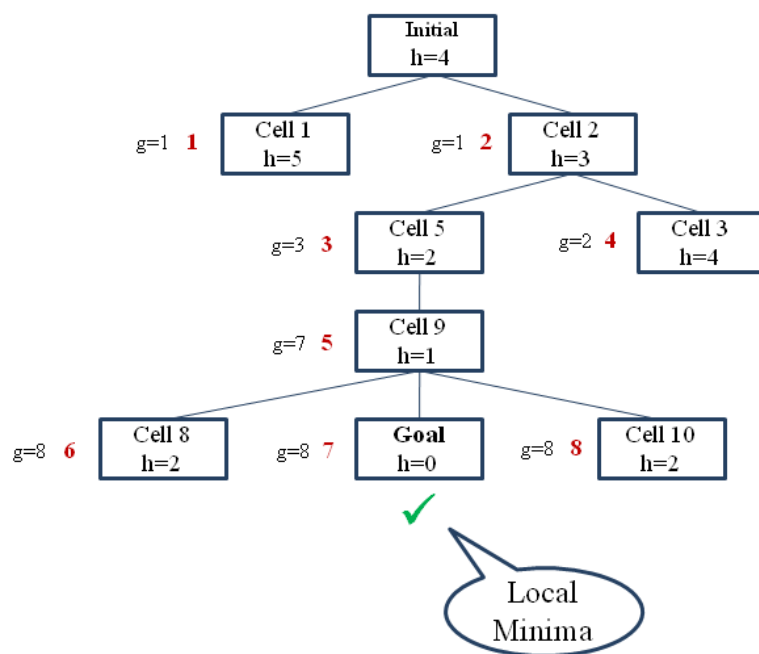 Initial
h=4
g=1 1
Cell 1
h=5
g=1 2
Cell 2
h=3
g=3 3
Cell 5
h=2
g=2 4
Cell 3
h=4
g=7 5
Cell 9
h=1
g=8 6
Cell 8
h=2
g=8 7
Goal
h=0
g=8 8
Cell 10
h=2
Local
Minima